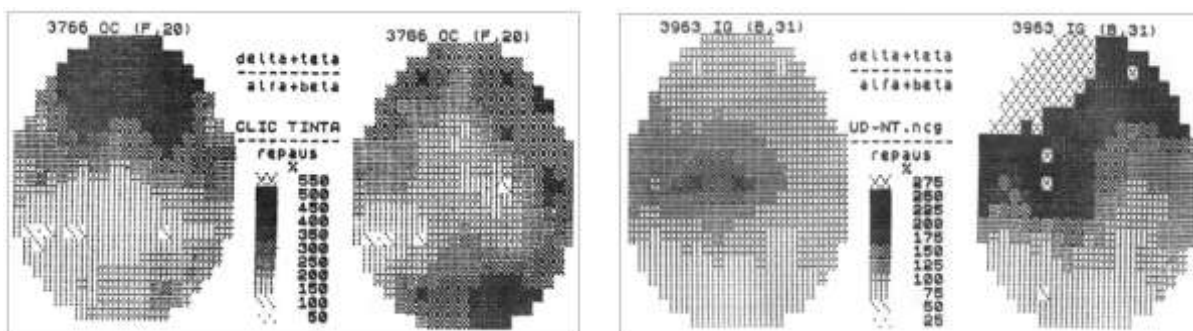 3766 OC (F,20)
3766 OC (F,20)
delta+teta
alfa+beta
CLIC TINTA
repaus
%
550
500
450
400
350
300
250
200
150
100
50
3963 IG (B,31)
3963 IG (B,31)
delta+teta
alfa+beta
UD-NT.ncg
repaus
%
275
250
225
200
175
150
125
100
75
50
25